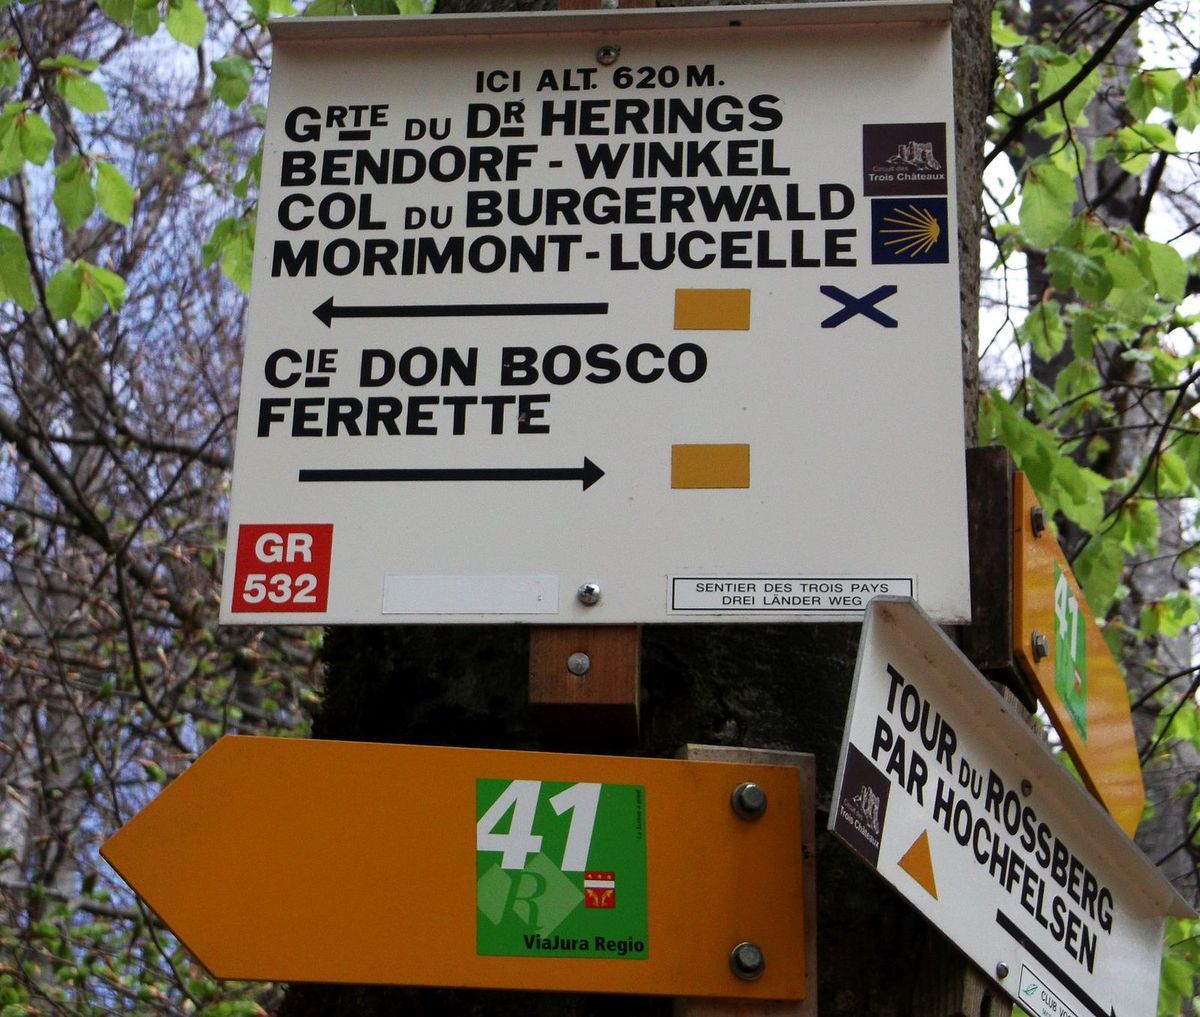 ICI ALT. 620 M.
GRTE DU DR HERINGS
BENDORF - WINKEL
COL DU BURGERWALD
MORIMONT - LUCELLE
Circuit des
Trois Châteaux
CIE DON BOSCO
FERRETTE
GR
532
SENTIER DES TROIS PAYS
DREI LÄNDER WEG
41
TOUR DU ROSSBERG
PAR HOCHFELSEN
Circuit des
Trois Châteaux
CLUB
41
R
ViaJura Regio